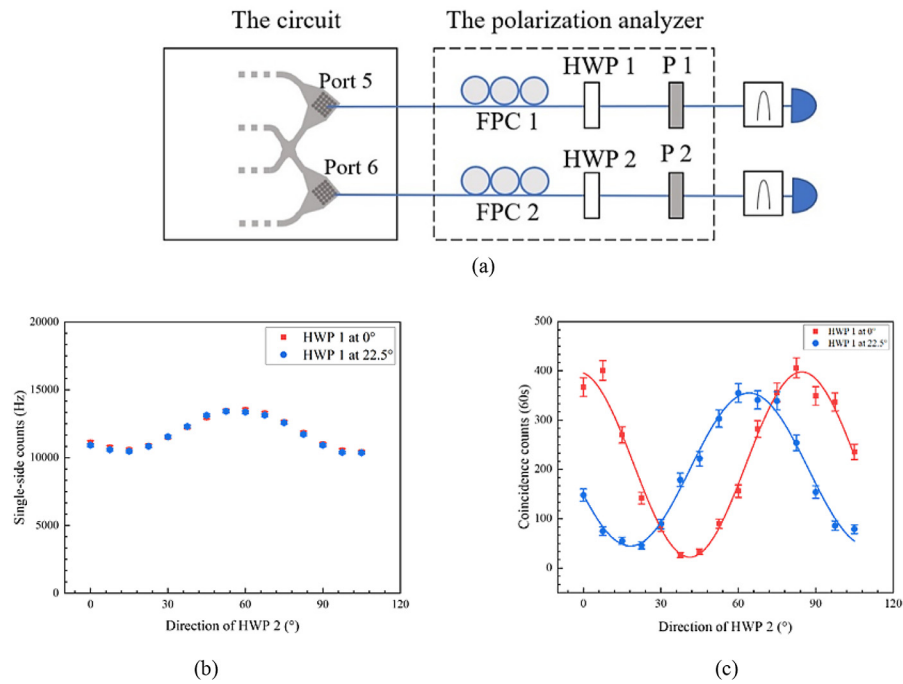 The circuit
The polarization analyzer
Port 5
HWP 1
P 1
FPC 1
Port 6
HWP 2
P 2
FPC 2
(a)
20000
15000
10000
5000
0
Single-side counts (Hz)
HWP 1 at 0°
HWP 1 at 22.5°
0
30
60
90
120
Direction of HWP 2 (°)
(b)
500
400
300
200
100
0
Coincidence counts (60s)
HWP 1 at 0°
HWP 1 at 22.5°
0
30
60
90
120
Direction of HWP 2 (°)
(c)